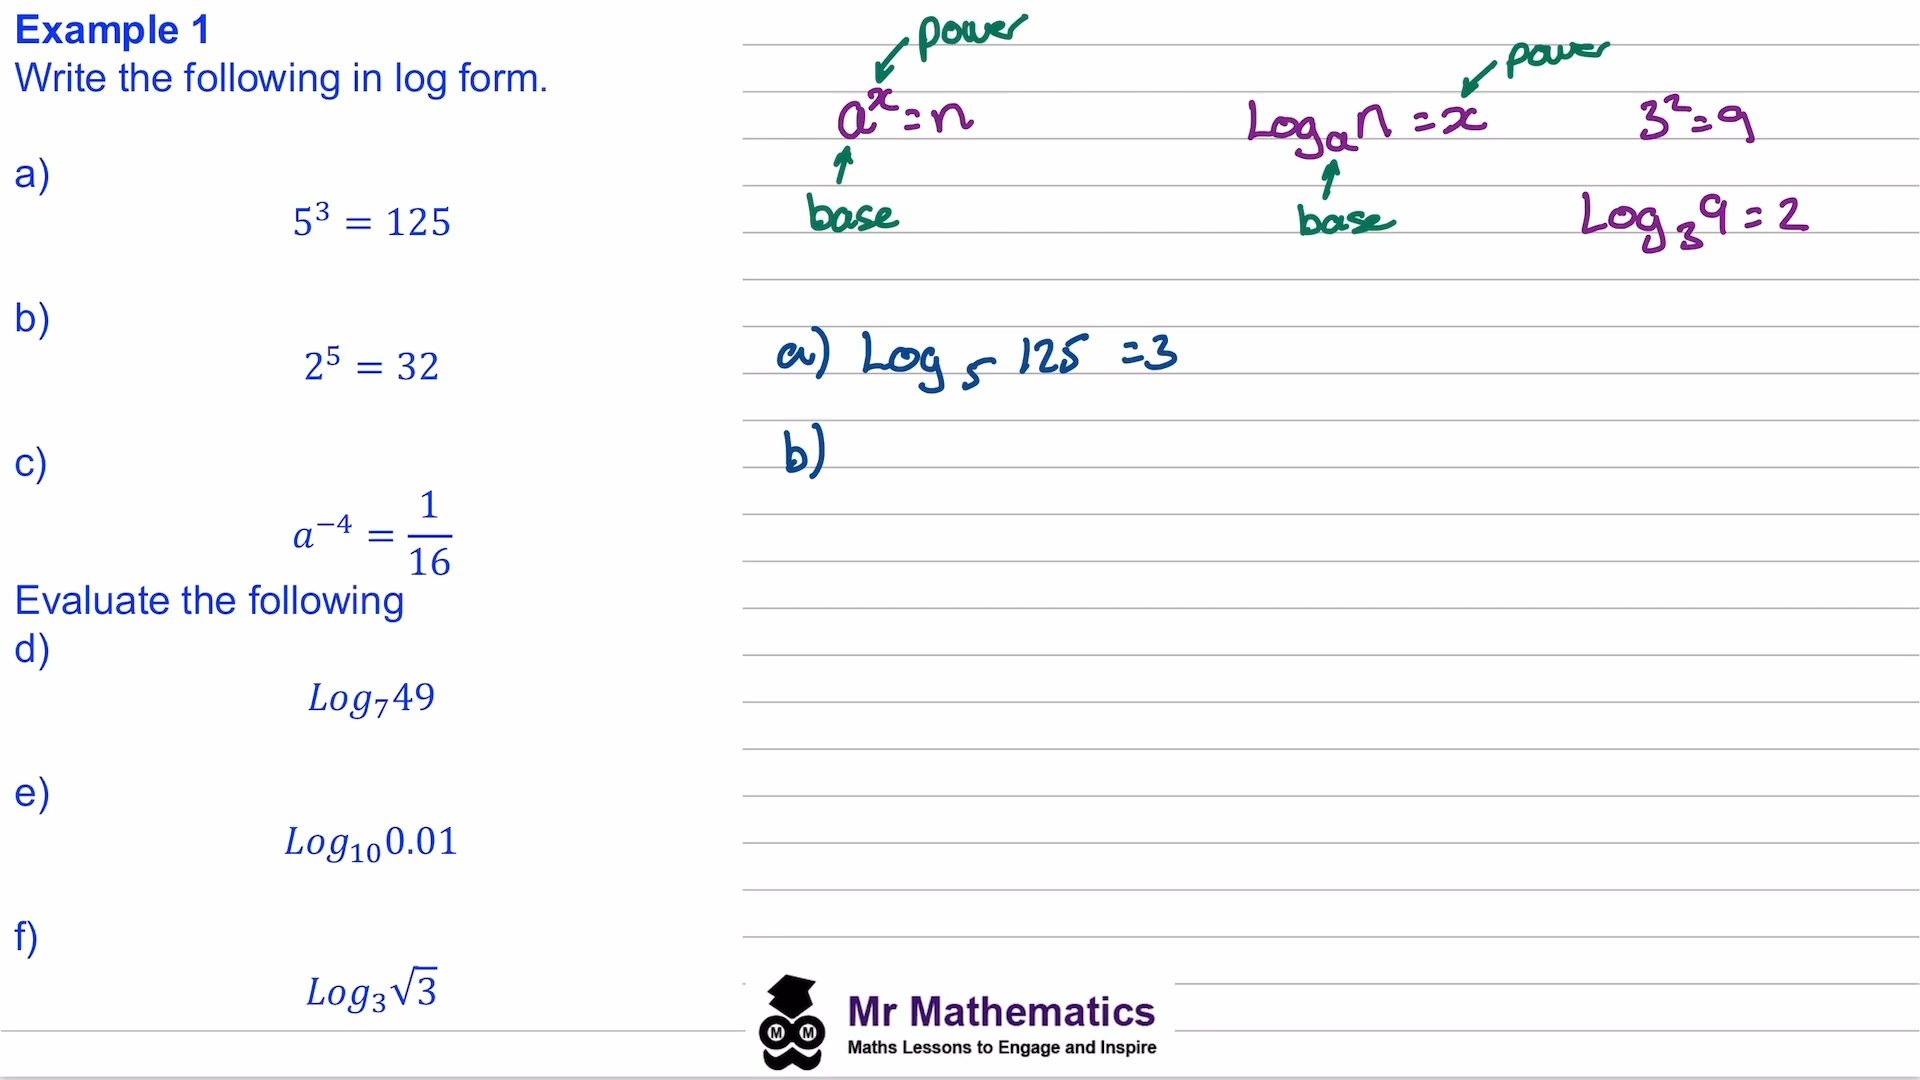 Example 1
Write the following in log form.
a)
5³ = 125
b)
2⁵ = 32
c)
a⁻⁴ = 1/16
Evaluate the following
d)
Log₇49
e)
Log₁₀0.01
f)
Log₃√3
power
aˣ = n
base
power
Logₐn = x
base
3² = 9
Log₃9 = 2
a) Log₅ 125 = 3
b)
M M
Mr Mathematics
Maths Lessons to Engage and Inspire